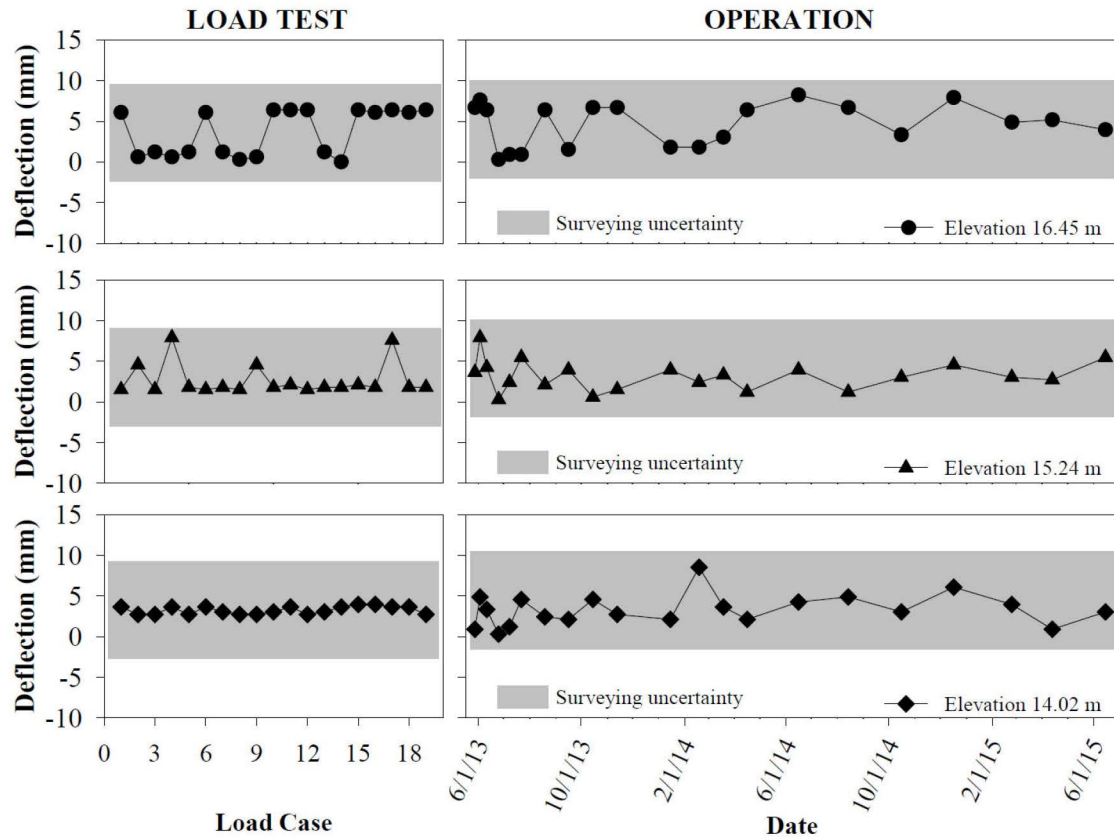 LOAD TEST
OPERATION
Deflection (mm)
15
10
5
0
-5
-10
Surveying uncertainty
Elevation 16.45 m
Deflection (mm)
15
10
5
0
-5
-10
Surveying uncertainty
Elevation 15.24 m
Deflection (mm)
15
10
5
0
-5
-10
Surveying uncertainty
Elevation 14.02 m
0 3 6 9 12 15 18
6/1/13 10/1/13 2/1/14 6/1/14 10/1/14 2/1/15 6/1/15
Load Case
Date